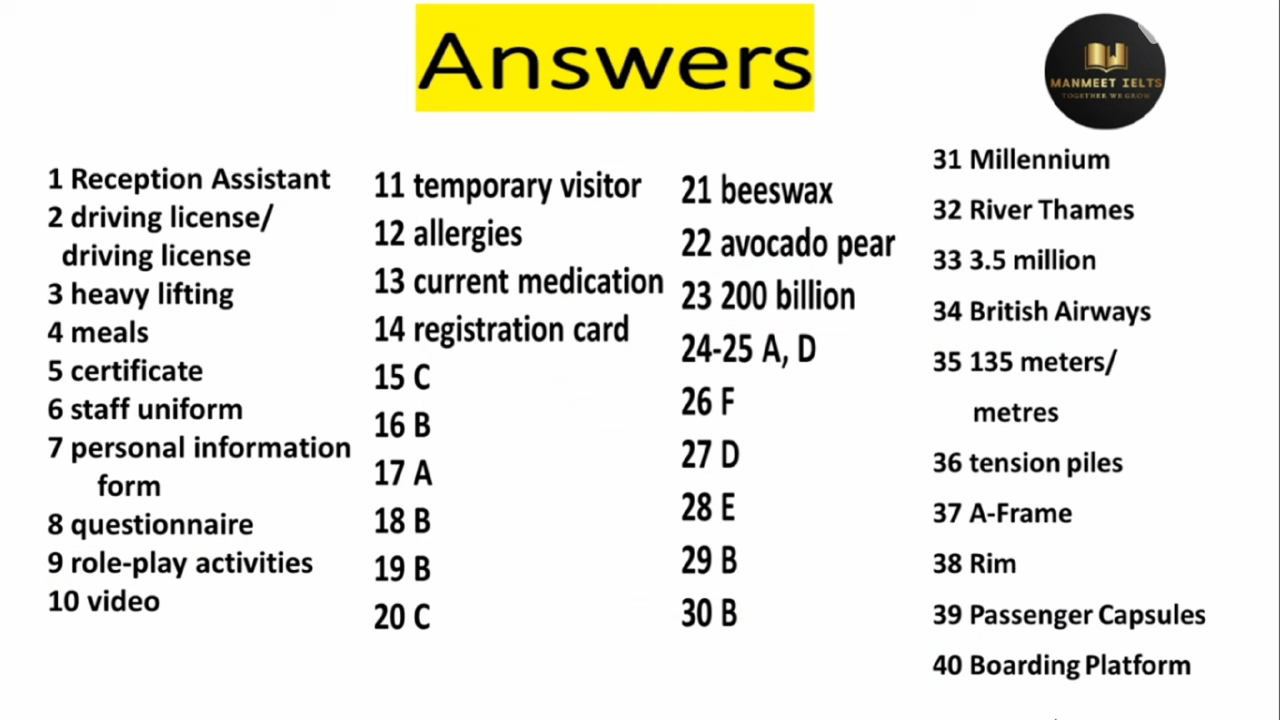 Answers
MANMEET IELTS
TOGETHER WE GROW
1 Reception Assistant
2 driving license/
driving license
3 heavy lifting
4 meals
5 certificate
6 staff uniform
7 personal information
form
8 questionnaire
9 role-play activities
10 video
11 temporary visitor
12 allergies
13 current medication
14 registration card
15 C
16 B
17 A
18 B
19 B
20 C
21 beeswax
22 avocado pear
23 200 billion
24-25 A, D
26 F
27 D
28 E
29 B
30 B
31 Millennium
32 River Thames
33 3.5 million
34 British Airways
35 135 meters/
metres
36 tension piles
37 A-Frame
38 Rim
39 Passenger Capsules
40 Boarding Platform